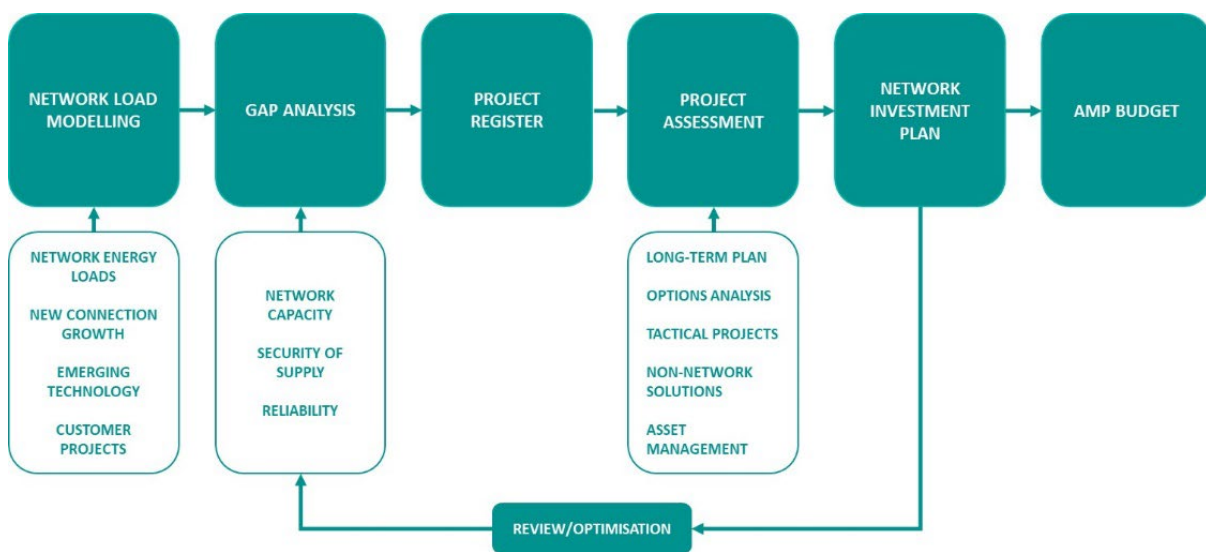 NETWORK LOAD
MODELLING
GAP ANALYSIS
PROJECT
REGISTER
PROJECT
ASSESSMENT
NETWORK
INVESTMENT
PLAN
AMP BUDGET
NETWORK ENERGY
LOADS
NEW CONNECTION
GROWTH
EMERGING
TECHNOLOGY
CUSTOMER
PROJECTS
NETWORK
CAPACITY
SECURITY OF
SUPPLY
RELIABILITY
LONG-TERM PLAN
OPTIONS ANALYSIS
TACTICAL PROJECTS
NON-NETWORK
SOLUTIONS
ASSET
MANAGEMENT
REVIEW/OPTIMISATION